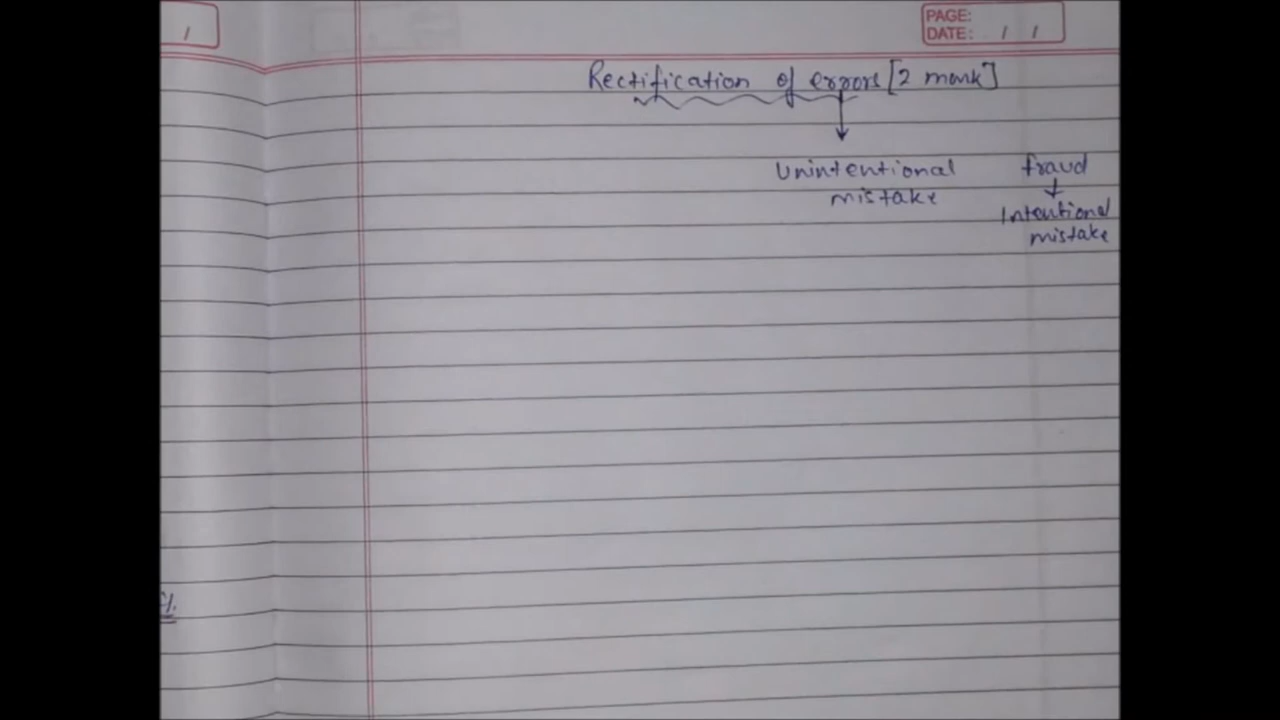 PAGE:
DATE: / /
/
Rectification of errors [2 mark]
Unintentional
mistake
fraud
Intentional
mistake